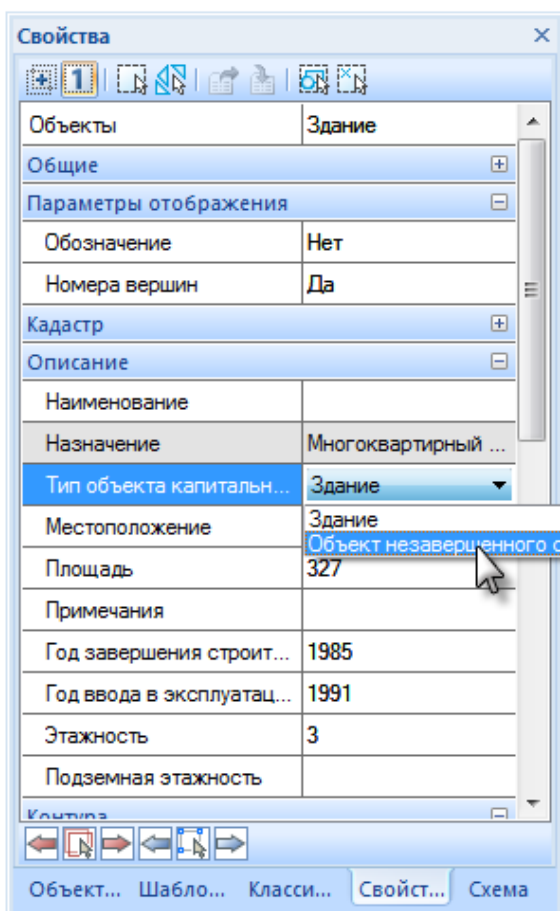 Свойства
1
Объекты Здание
Общие
Параметры отображения
Обозначение Нет
Номера вершин Да
Кадастр
Описание
Наименование
Назначение Многоквартирный ...
Тип объекта капитальн... Здание
Здание
Местоположение
Объект незавершенного с
Площадь 327
Примечания
Год завершения строит... 1985
Год ввода в эксплуатац... 1991
Этажность 3
Подземная этажность
Контура
Объект... Шабло... Класси... Свойст... Схема